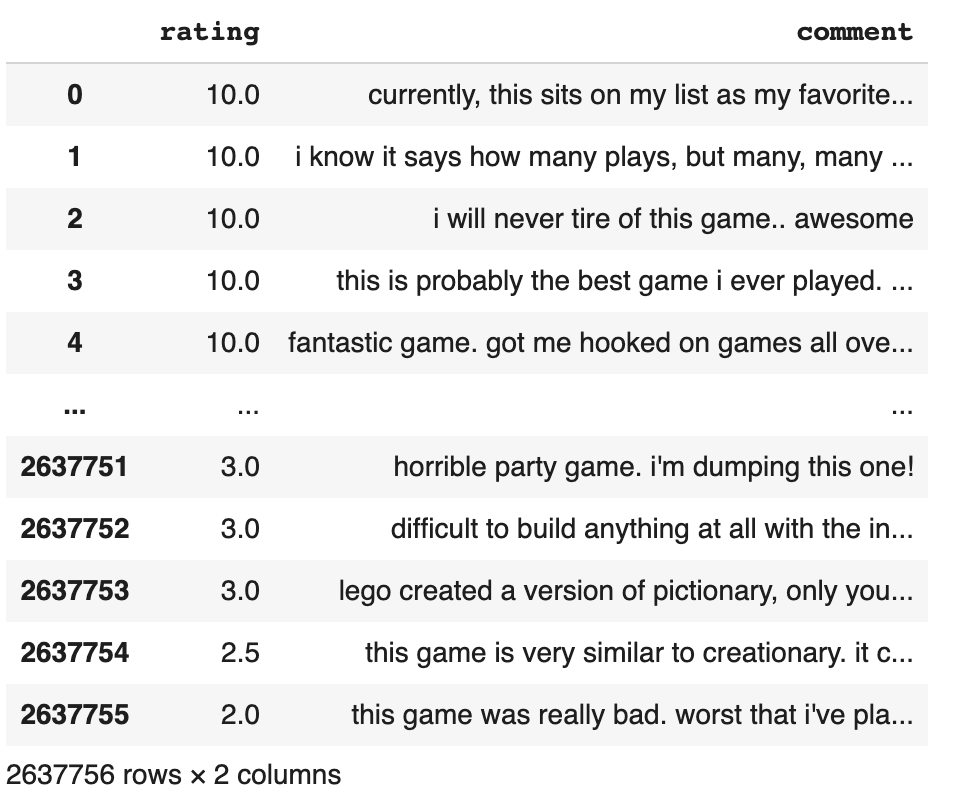 rating comment
0 10.0 currently, this sits on my list as my favorite...
1 10.0 i know it says how many plays, but many, many ...
2 10.0 i will never tire of this game.. awesome
3 10.0 this is probably the best game i ever played. ...
4 10.0 fantastic game. got me hooked on games all ove...
... ... ...
2637751 3.0 horrible party game. i'm dumping this one!
2637752 3.0 difficult to build anything at all with the in...
2637753 3.0 lego created a version of pictionary, only you...
2637754 2.5 this game is very similar to creationary. it c...
2637755 2.0 this game was really bad. worst that i've pla...
2637756 rows × 2 columns